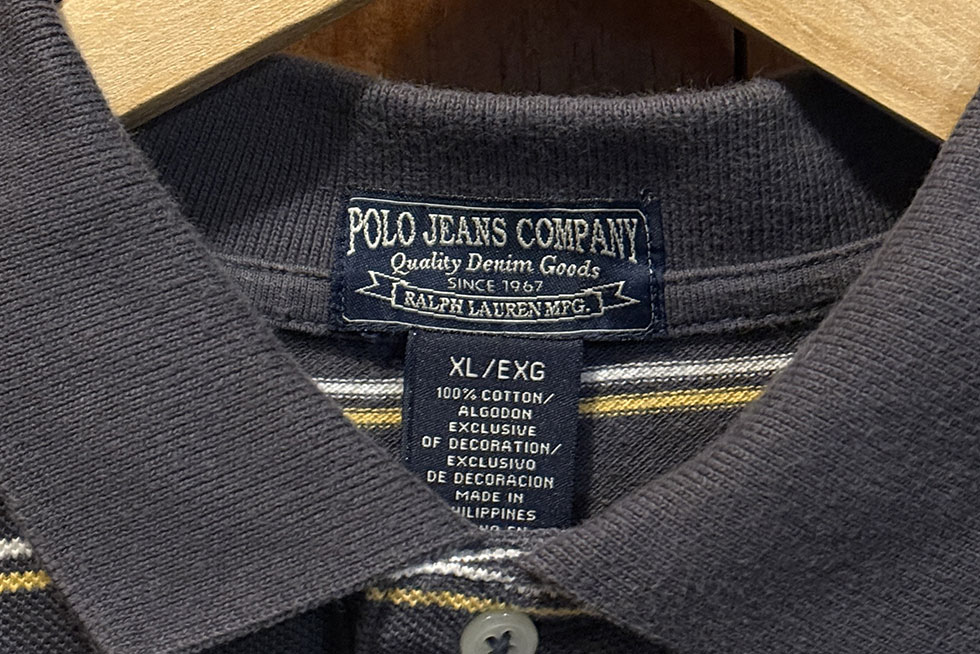 POLO JEANS COMPANY
Quality Denim Goods
SINCE 1967
RALPH LAUREN MFG.
XL/EXG
100% COTTON/
ALGODON
EXCLUSIVE
OF DECORATION/
EXCLUSIVO
DE DECORACION
MADE IN